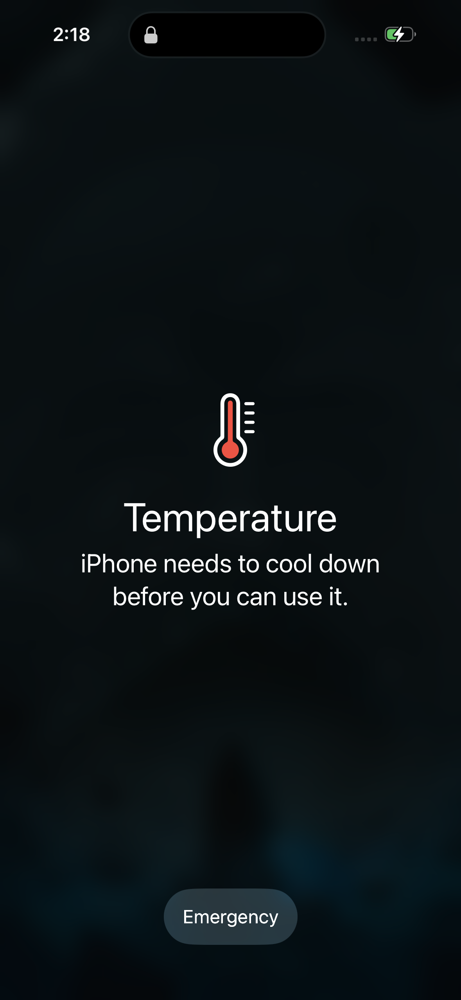 2:18
Temperature
iPhone needs to cool down
before you can use it.
Emergency